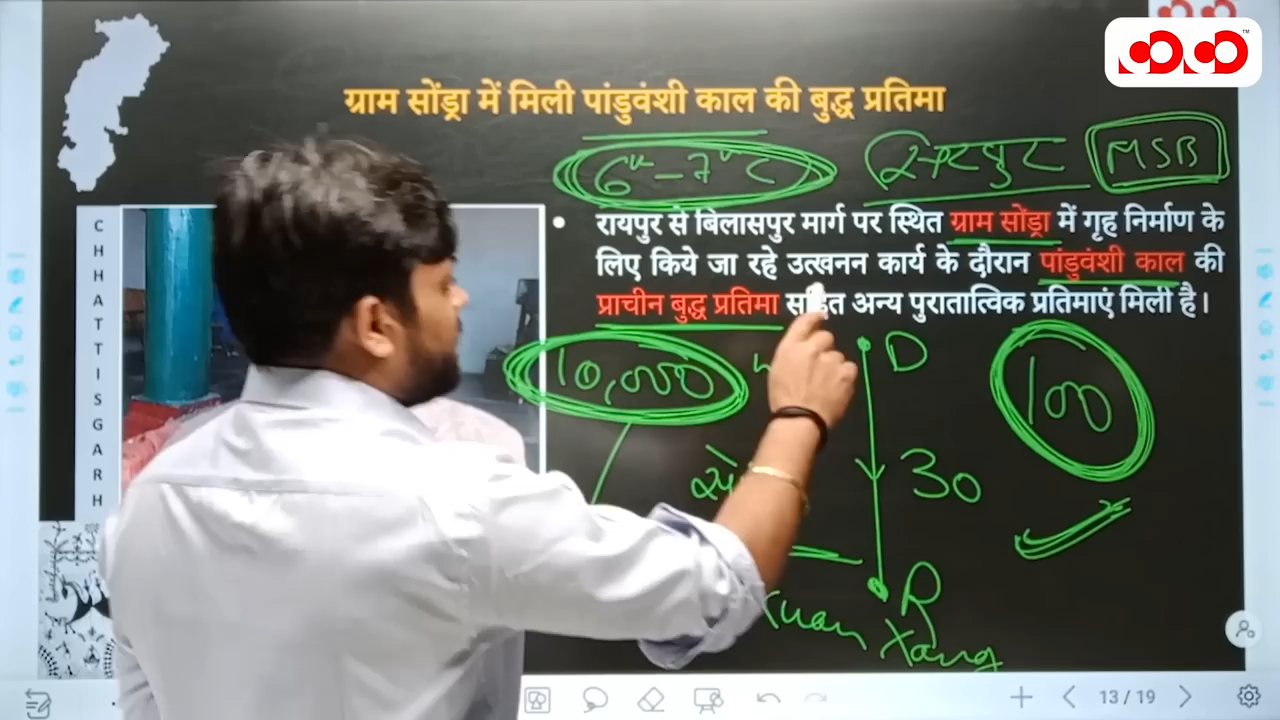 ग्राम सोंड्रा में मिली पांडुवंशी काल की बुद्ध प्रतिमा
6th - 7th C
MSB
• रायपुर से बिलासपुर मार्ग पर स्थित ग्राम सोंड्रा में गृह निर्माण के
लिए किये जा रहे उत्खनन कार्य के दौरान पांडुवंशी काल की
प्राचीन बुद्ध प्रतिमा सहित अन्य पुरातात्विक प्रतिमाएं मिली है।
CHHATTISGARH
10,000
D
100
30
R
Xuan Xang
13 / 19